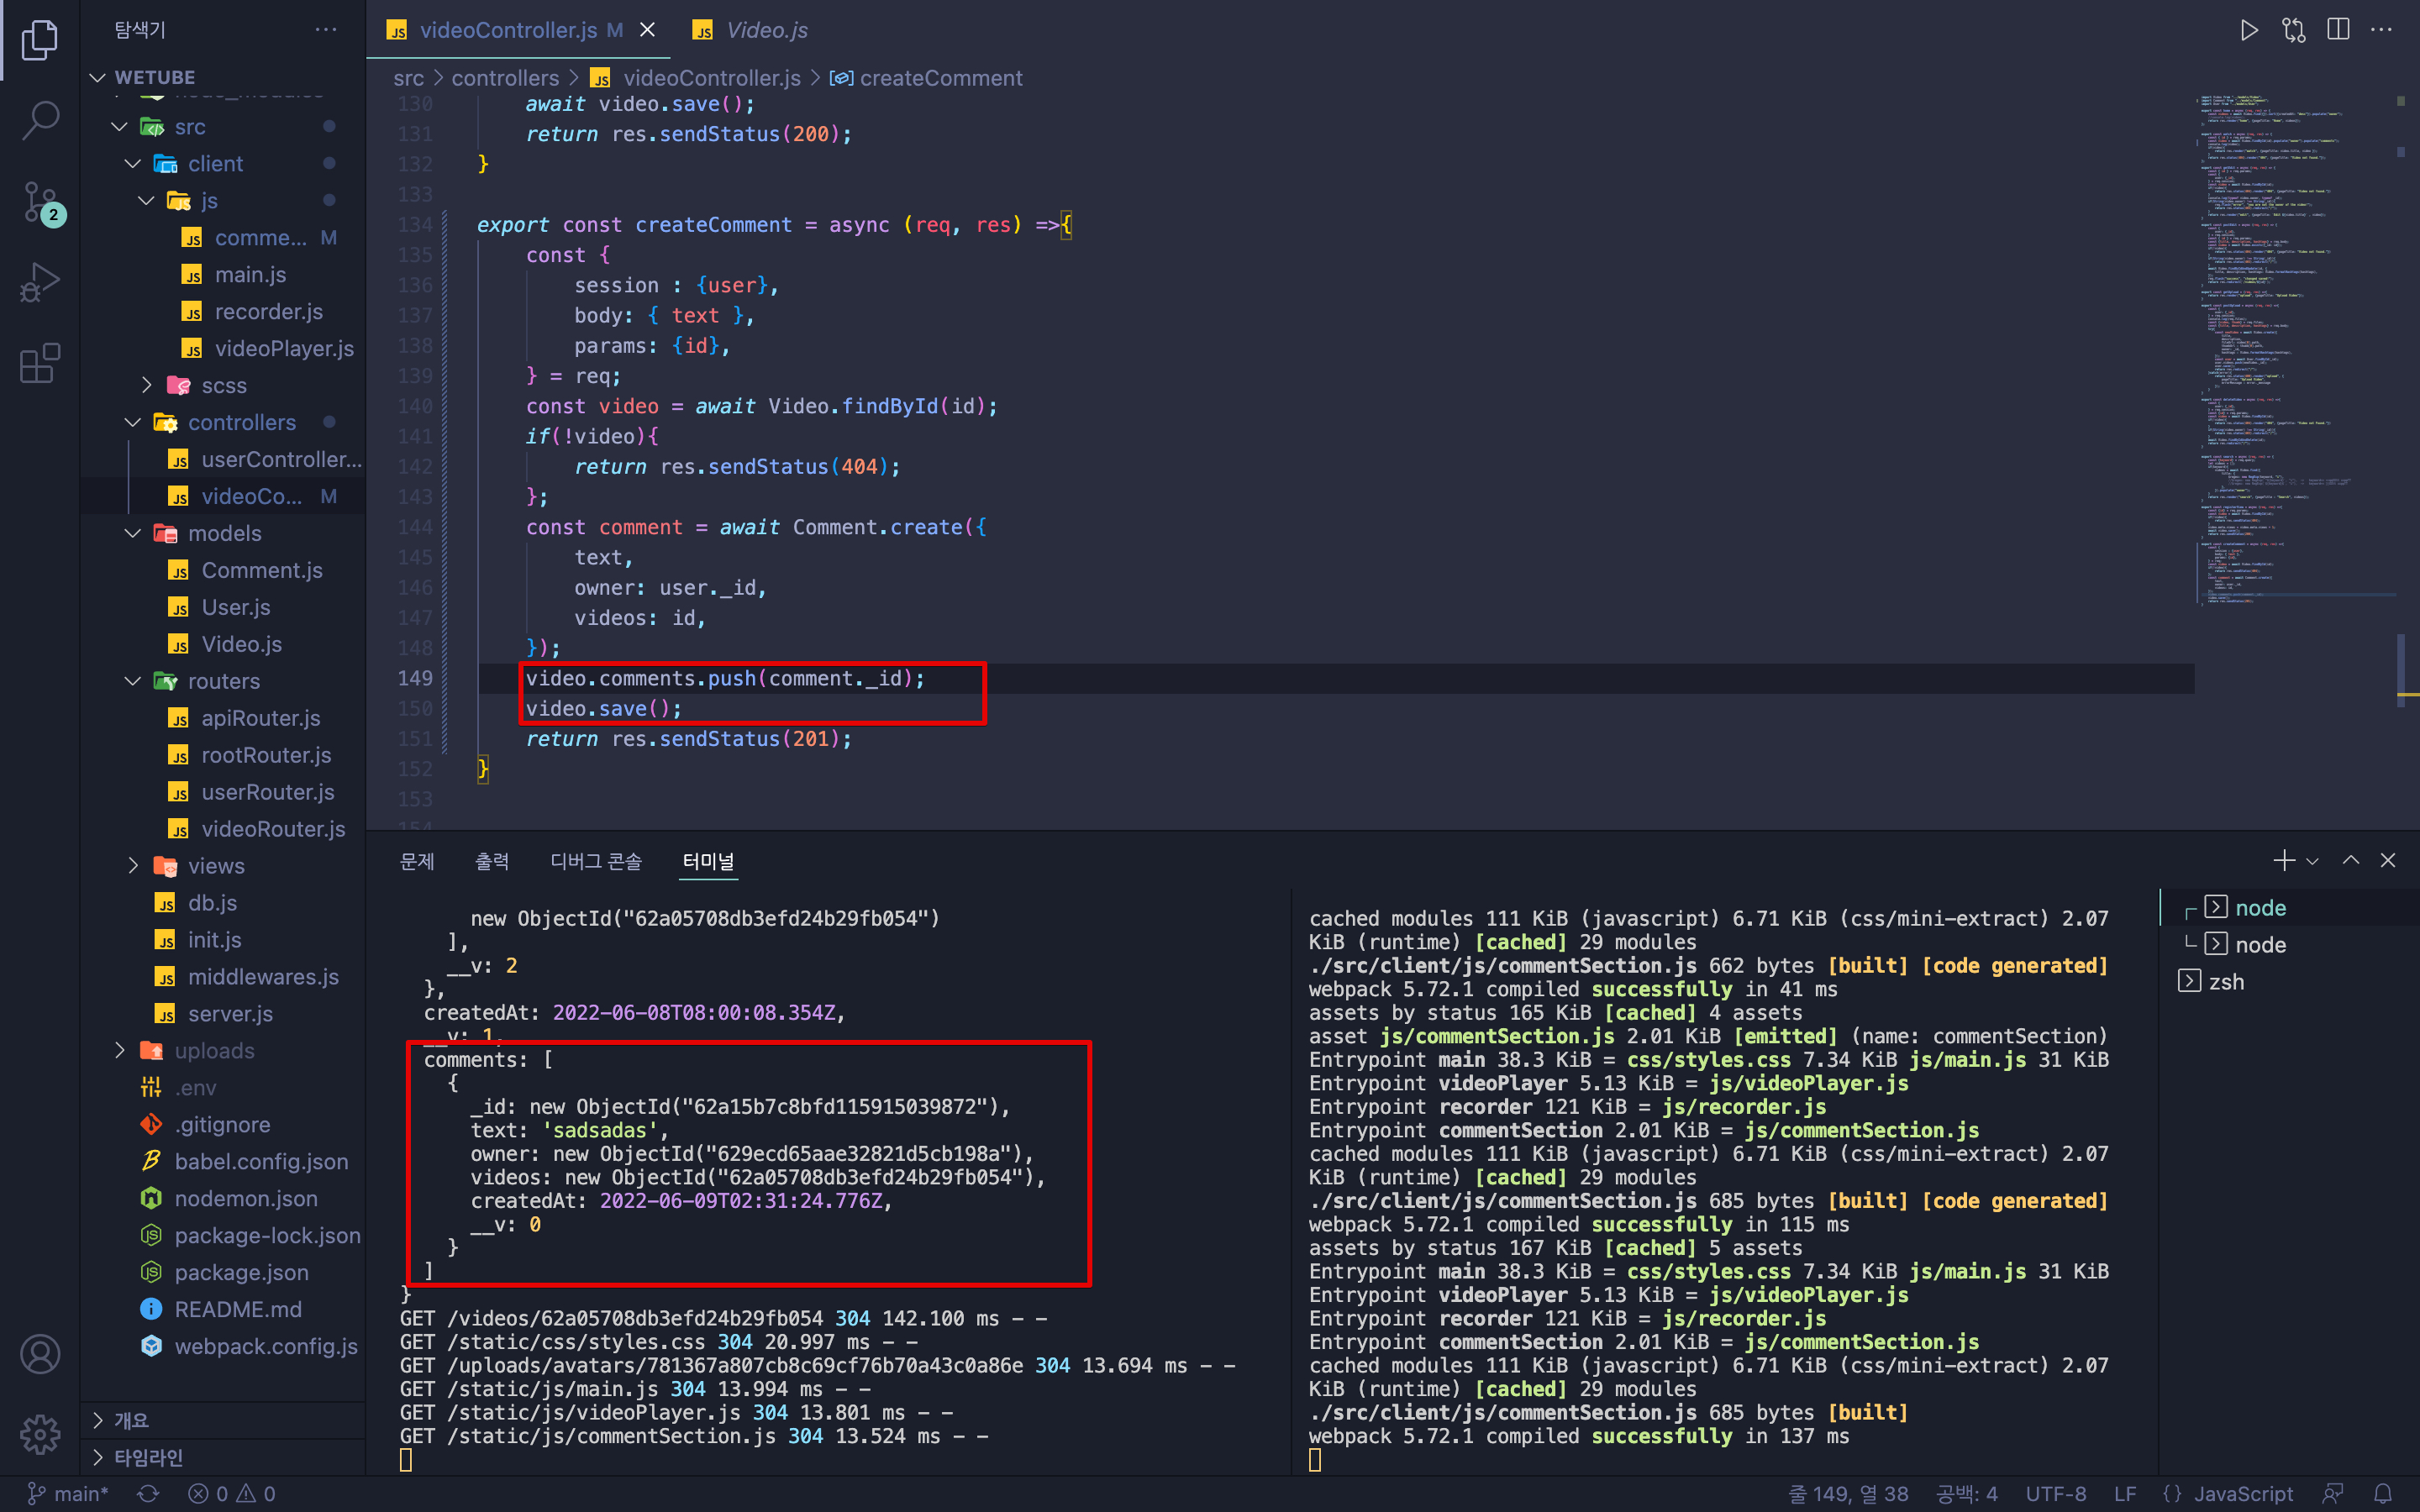 탐색기 ···
WETUBE
node_modules
src
client
js
comme... M
main.js
recorder.js
videoPlayer.js
scss
controllers
userController...
videoCo... M
models
Comment.js
User.js
Video.js
routers
apiRouter.js
rootRouter.js
userRouter.js
videoRouter.js
views
db.js
init.js
middlewares.js
server.js
uploads
.env
.gitignore
babel.config.json
nodemon.json
package-lock.json
package.json
README.md
webpack.config.js
개요
타임라인
2
JS videoController.js M
JS Video.js
src > controllers > JS videoController.js > createComment
130 await video.save();
131 return res.sendStatus(200);
132 }
133
134 export const createComment = async (req, res) =>{
135 const {
136 session : {user},
137 body: { text },
138 params: {id},
139 } = req;
140 const video = await Video.findById(id);
141 if(!video){
142 return res.sendStatus(404);
143 };
144 const comment = await Comment.create({
145 text,
146 owner: user._id,
147 videos: id,
148 });
149 video.comments.push(comment._id);
150 video.save();
151 return res.sendStatus(201);
152 }
153
154
문제 출력 디버그 콘솔 터미널
new ObjectId("62a05708db3efd24b29fb054")
],
__v: 2
},
createdAt: 2022-06-08T08:00:08.354Z,
__v: 1,
comments: [
{
_id: new ObjectId("62a15b7c8bfd115915039872"),
text: 'sadsadas',
owner: new ObjectId("629ecd65aae32821d5cb198a"),
videos: new ObjectId("62a05708db3efd24b29fb054"),
createdAt: 2022-06-09T02:31:24.776Z,
__v: 0
}
]
}
GET /videos/62a05708db3efd24b29fb054 304 142.100 ms - -
GET /static/css/styles.css 304 20.997 ms - -
GET /uploads/avatars/781367a807cb8c69cf76b70a43c0a86e 304 13.694 ms - -
GET /static/js/main.js 304 13.994 ms - -
GET /static/js/videoPlayer.js 304 13.801 ms - -
GET /static/js/commentSection.js 304 13.524 ms - -
cached modules 111 KiB (javascript) 6.71 KiB (css/mini-extract) 2.07
KiB (runtime) [cached] 29 modules
./src/client/js/commentSection.js 662 bytes [built] [code generated]
webpack 5.72.1 compiled successfully in 41 ms
assets by status 165 KiB [cached] 4 assets
asset js/commentSection.js 2.01 KiB [emitted] (name: commentSection)
Entrypoint main 38.3 KiB = css/styles.css 7.34 KiB js/main.js 31 KiB
Entrypoint videoPlayer 5.13 KiB = js/videoPlayer.js
Entrypoint recorder 121 KiB = js/recorder.js
Entrypoint commentSection 2.01 KiB = js/commentSection.js
cached modules 111 KiB (javascript) 6.71 KiB (css/mini-extract) 2.07
KiB (runtime) [cached] 29 modules
./src/client/js/commentSection.js 685 bytes [built] [code generated]
webpack 5.72.1 compiled successfully in 115 ms
assets by status 167 KiB [cached] 5 assets
Entrypoint main 38.3 KiB = css/styles.css 7.34 KiB js/main.js 31 KiB
Entrypoint videoPlayer 5.13 KiB = js/videoPlayer.js
Entrypoint recorder 121 KiB = js/recorder.js
Entrypoint commentSection 2.01 KiB = js/commentSection.js
cached modules 111 KiB (javascript) 6.71 KiB (css/mini-extract) 2.07
KiB (runtime) [cached] 29 modules
./src/client/js/commentSection.js 685 bytes [built]
webpack 5.72.1 compiled successfully in 137 ms
node
node
zsh
main* 0 0
줄 149, 열 38 공백: 4 UTF-8 LF {} JavaScript